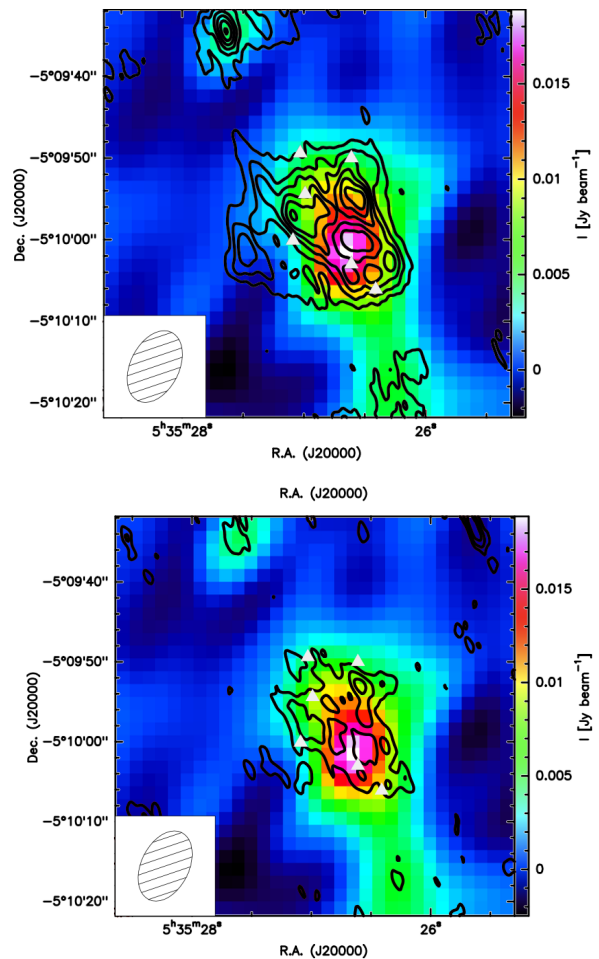 −5°09'40"
−5°09'50"
−5°10'00"
−5°10'10"
−5°10'20"
Dec. (J20000)
5ʰ35ᵐ28ˢ
26ˢ
R.A. (J20000)
0.015
0.01
0.005
0
I [Jy beam⁻¹]
R.A. (J20000)
−5°09'40"
−5°09'50"
−5°10'00"
−5°10'10"
−5°10'20"
Dec. (J20000)
5ʰ35ᵐ28ˢ
26ˢ
R.A. (J20000)
0.015
0.01
0.005
0
I [Jy beam⁻¹]